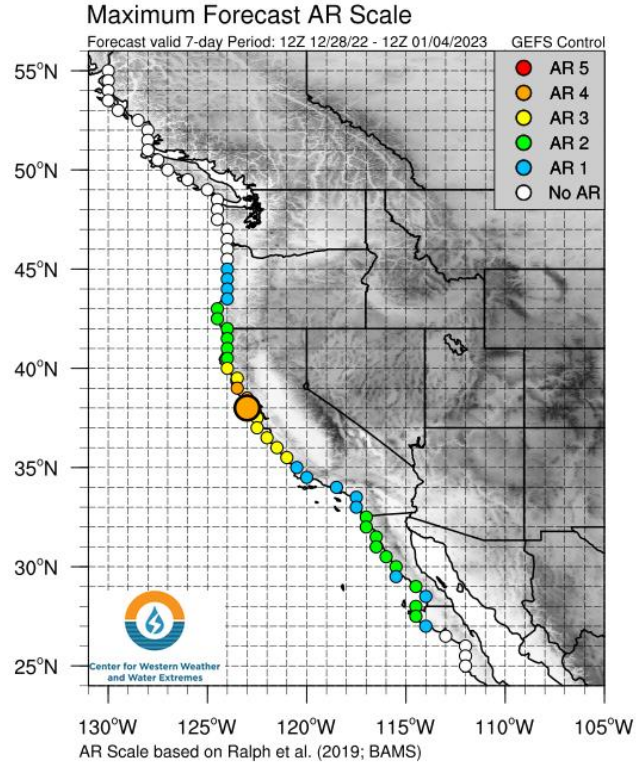 Maximum Forecast AR Scale
Forecast valid 7-day Period: 12Z 12/28/22 - 12Z 01/04/2023 GEFS Control
AR 5
AR 4
AR 3
AR 2
AR 1
No AR
55°N
50°N
45°N
40°N
35°N
30°N
25°N
Center for Western Weather
and Water Extremes
130°W 125°W 120°W 115°W 110°W 105°W
AR Scale based on Ralph et al. (2019; BAMS)